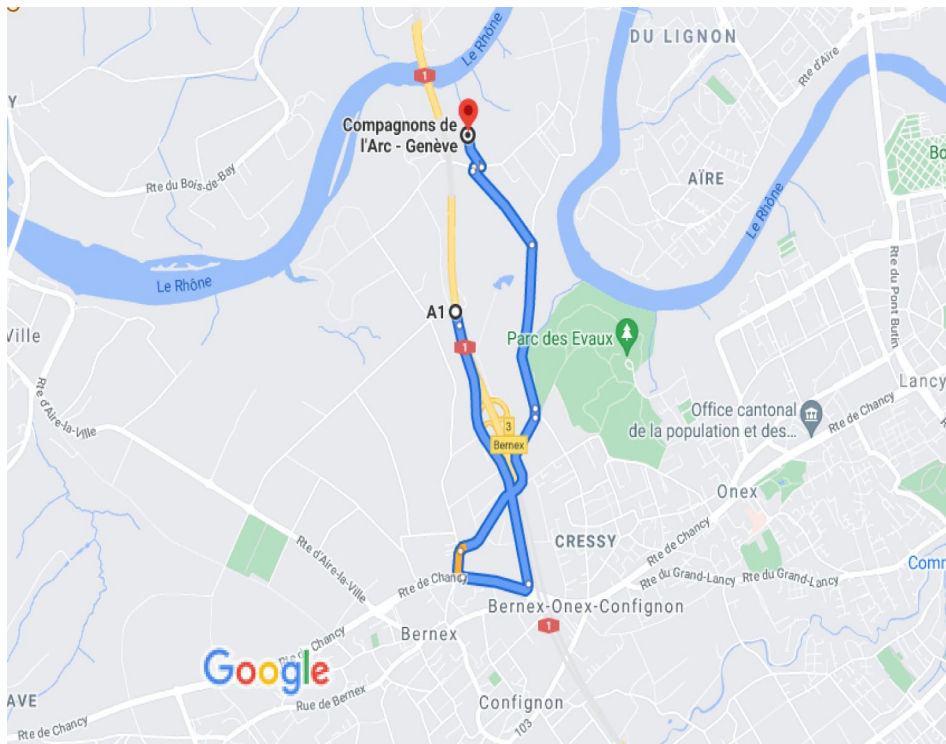 DU LIGNON
Rte d'Aïre
Le Rhône
1
Compagnons de
l'Arc - Genève
Y
Rte du Bois-de-Bay
AÏRE
Bo
Le Rhône
Le Rhône
Rte du Pont Butin
A1
Ville
1
Parc des Evaux
Lancy
Rte d'Aire-la-Ville
Office cantonal
de la population et des...
Rte de Chancy
3
Bernex
Onex
CRESSY
Rte de Chancy
Rte d'Aire-la-Ville
Rte de Chancy
Rte du Grand-Lancy
Rte du Grand-Lancy
Comm
Bernex-Onex-Confignon
1
Bernex
Rte de Chancy
Google
Rue de Bernex
Confignon
AVE
Rte de Chancy
103